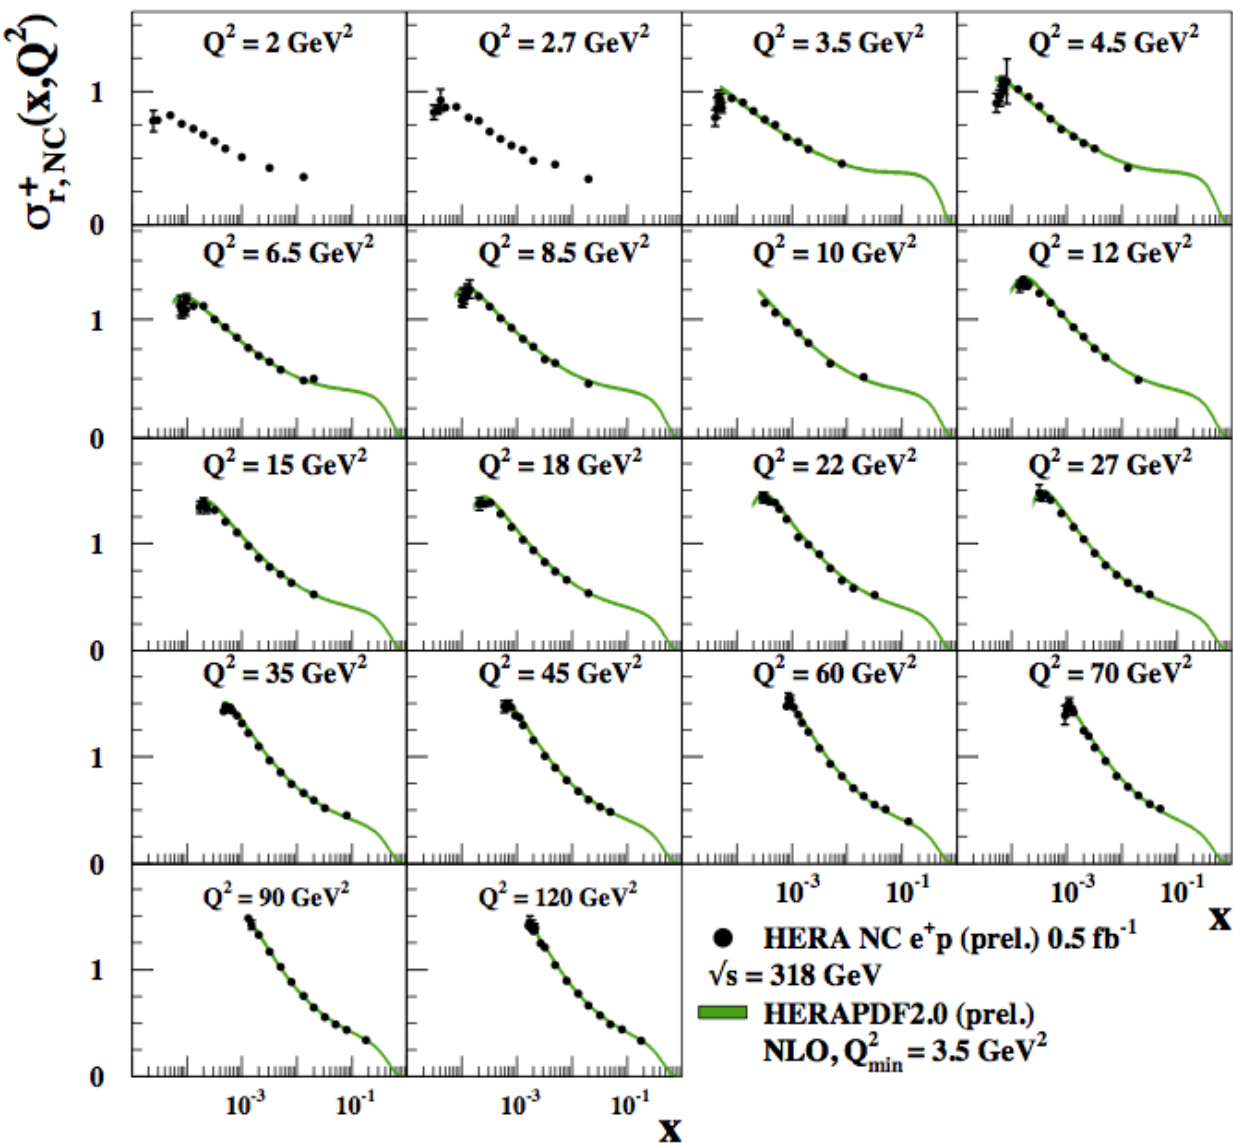 σ⁺r,NC(x,Q²)
Q² = 2 GeV²
Q² = 2.7 GeV²
Q² = 3.5 GeV²
Q² = 4.5 GeV²
1
0
Q² = 6.5 GeV²
Q² = 8.5 GeV²
Q² = 10 GeV²
Q² = 12 GeV²
1
0
Q² = 15 GeV²
Q² = 18 GeV²
Q² = 22 GeV²
Q² = 27 GeV²
1
0
Q² = 35 GeV²
Q² = 45 GeV²
Q² = 60 GeV²
Q² = 70 GeV²
1
0
Q² = 90 GeV²
Q² = 120 GeV²
1
0
10⁻³ 10⁻¹
10⁻³ 10⁻¹
x
10⁻³ 10⁻¹
10⁻³ 10⁻¹
x
HERA NC e⁺p (prel.) 0.5 fb⁻¹
√s = 318 GeV
HERAPDF2.0 (prel.)
NLO, Q²min = 3.5 GeV²